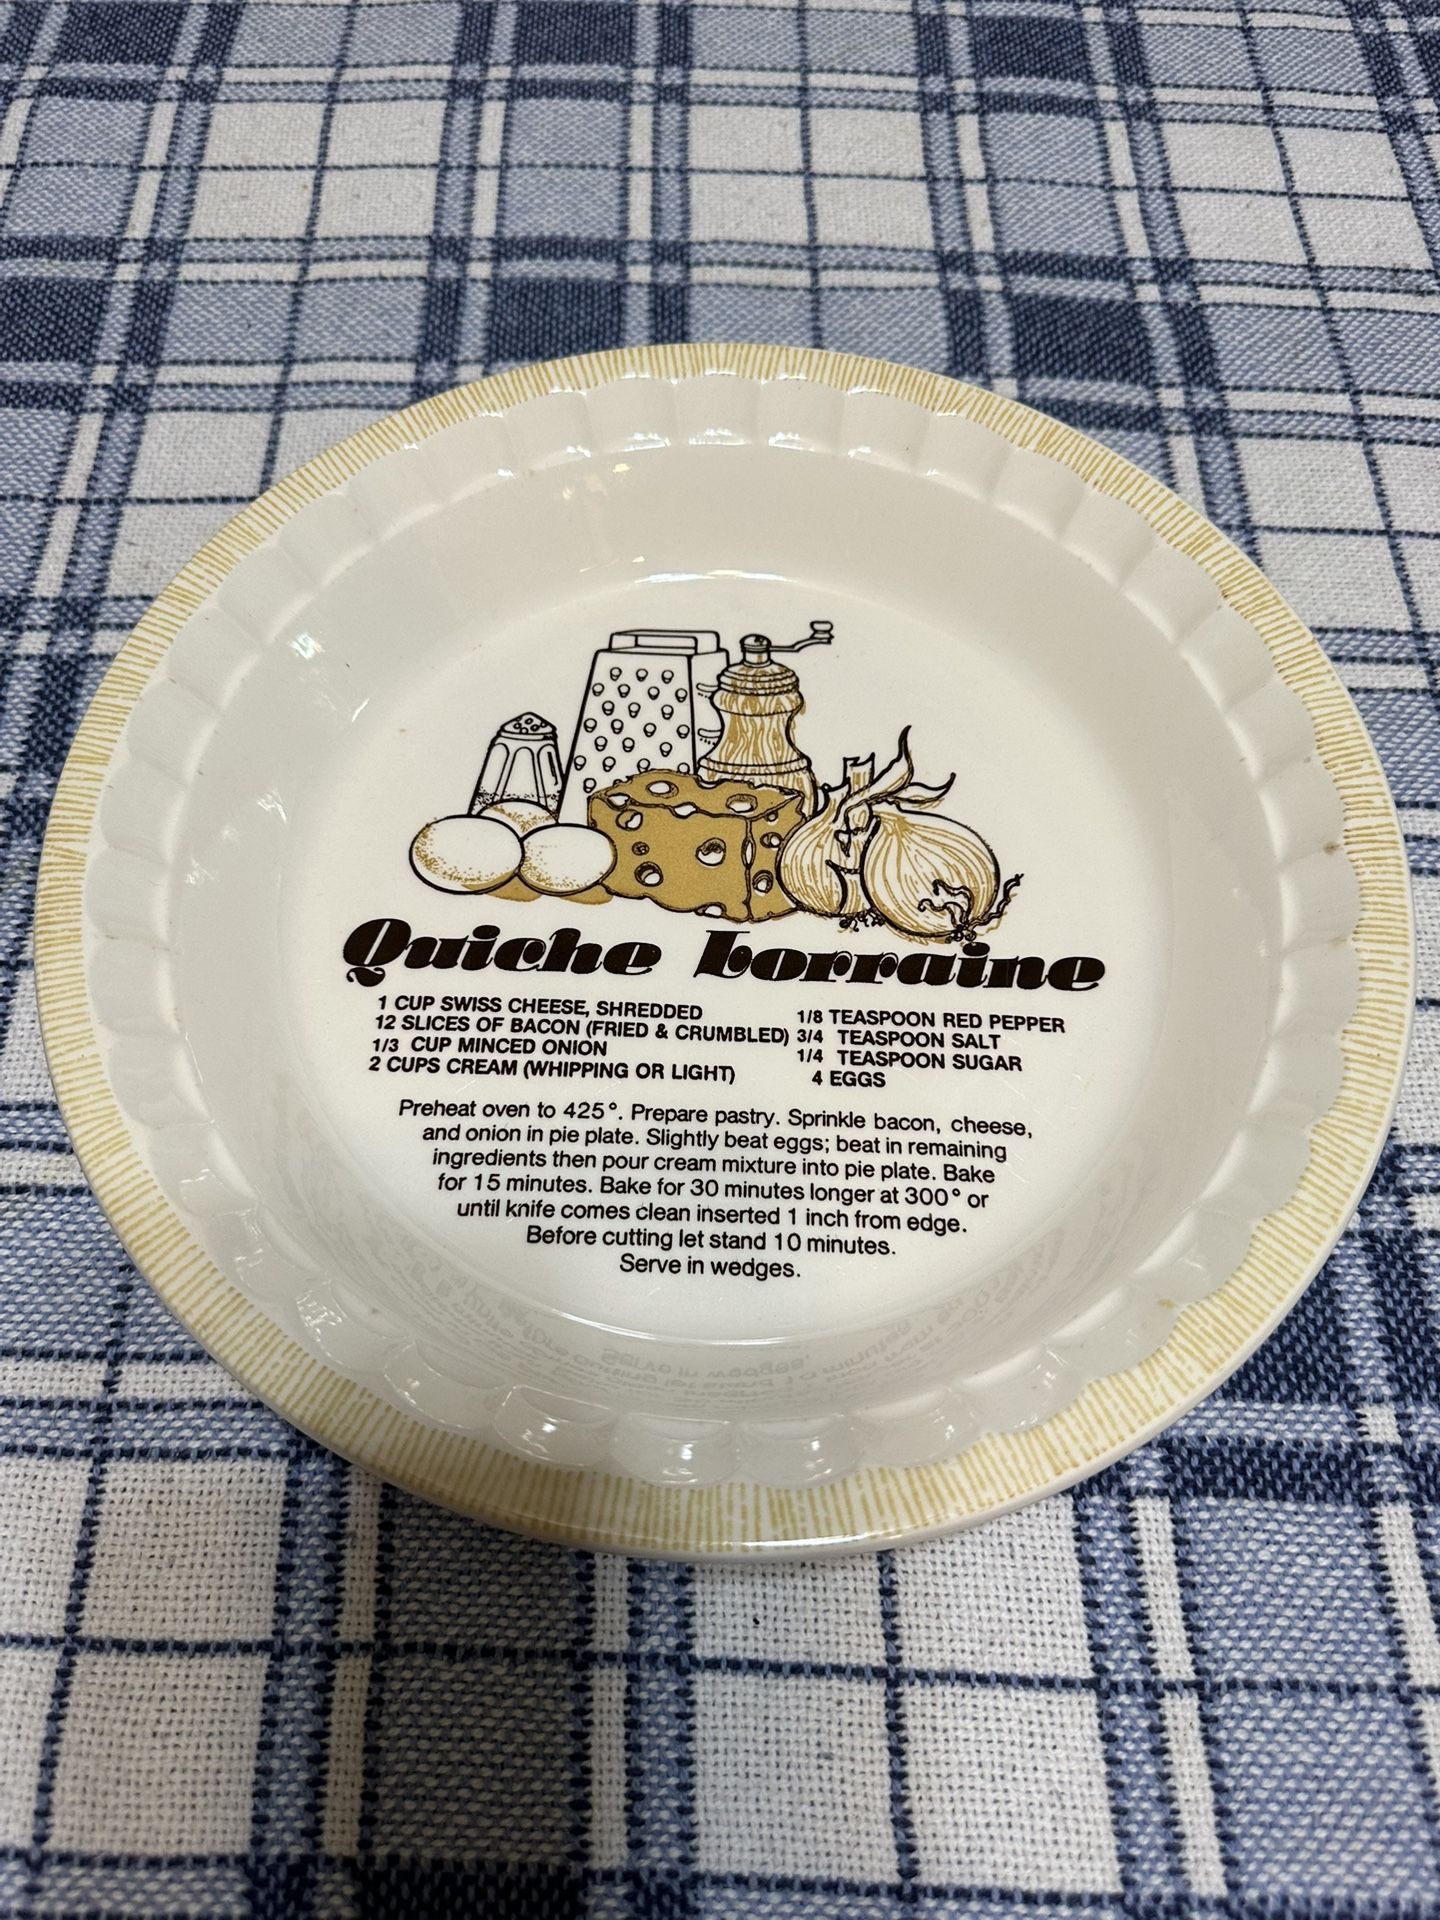 Quiche Lorraine
1 CUP SWISS CHEESE, SHREDDED
12 SLICES OF BACON (FRIED & CRUMBLED)
1/3 CUP MINCED ONION
2 CUPS CREAM (WHIPPING OR LIGHT)
1/8 TEASPOON RED PEPPER
3/4 TEASPOON SALT
1/4 TEASPOON SUGAR
4 EGGS
Preheat oven to 425°. Prepare pastry. Sprinkle bacon, cheese,
and onion in pie plate. Slightly beat eggs; beat in remaining
ingredients then pour cream mixture into pie plate. Bake
for 15 minutes. Bake for 30 minutes longer at 300° or
until knife comes clean inserted 1 inch from edge.
Before cutting let stand 10 minutes.
Serve in wedges.